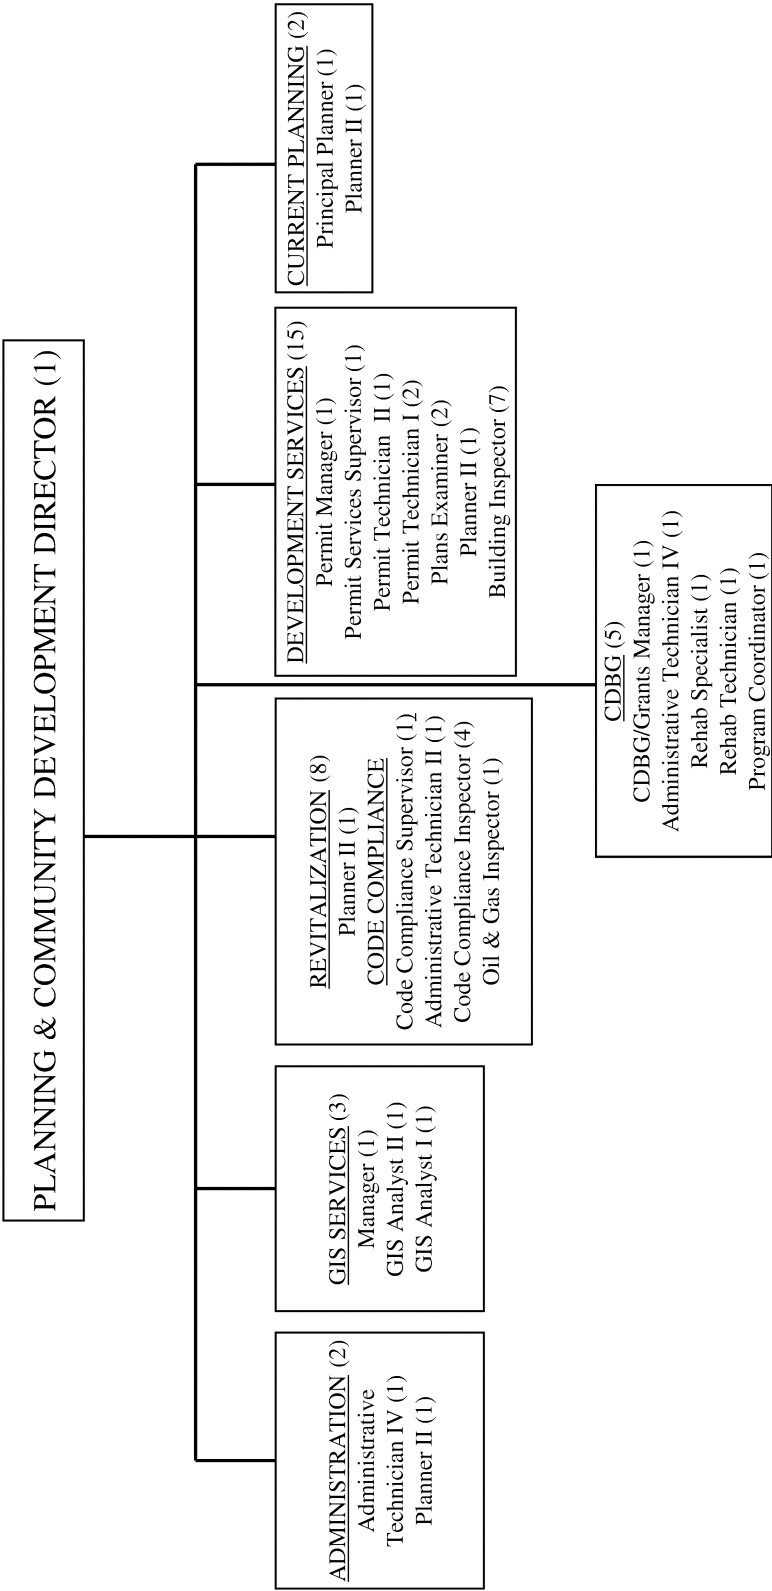 PLANNING & COMMUNITY DEVELOPMENT DIRECTOR (1)
ADMINISTRATION (2)
Administrative
Technician IV (1)
Planner II (1)
GIS SERVICES (3)
Manager (1)
GIS Analyst II (1)
GIS Analyst I (1)
REVITALIZATION (8)
Planner II (1)
CODE COMPLIANCE
Code Compliance Supervisor (1)
Administrative Technician II (1)
Code Compliance Inspector (4)
Oil & Gas Inspector (1)
DEVELOPMENT SERVICES (15)
Permit Manager (1)
Permit Services Supervisor (1)
Permit Technician II (1)
Permit Technician I (2)
Plans Examiner (2)
Planner II (1)
Building Inspector (7)
CURRENT PLANNING (2)
Principal Planner (1)
Planner II (1)
CDBG (5)
CDBG/Grants Manager (1)
Administrative Technician IV (1)
Rehab Specialist (1)
Rehab Technician (1)
Program Coordinator (1)